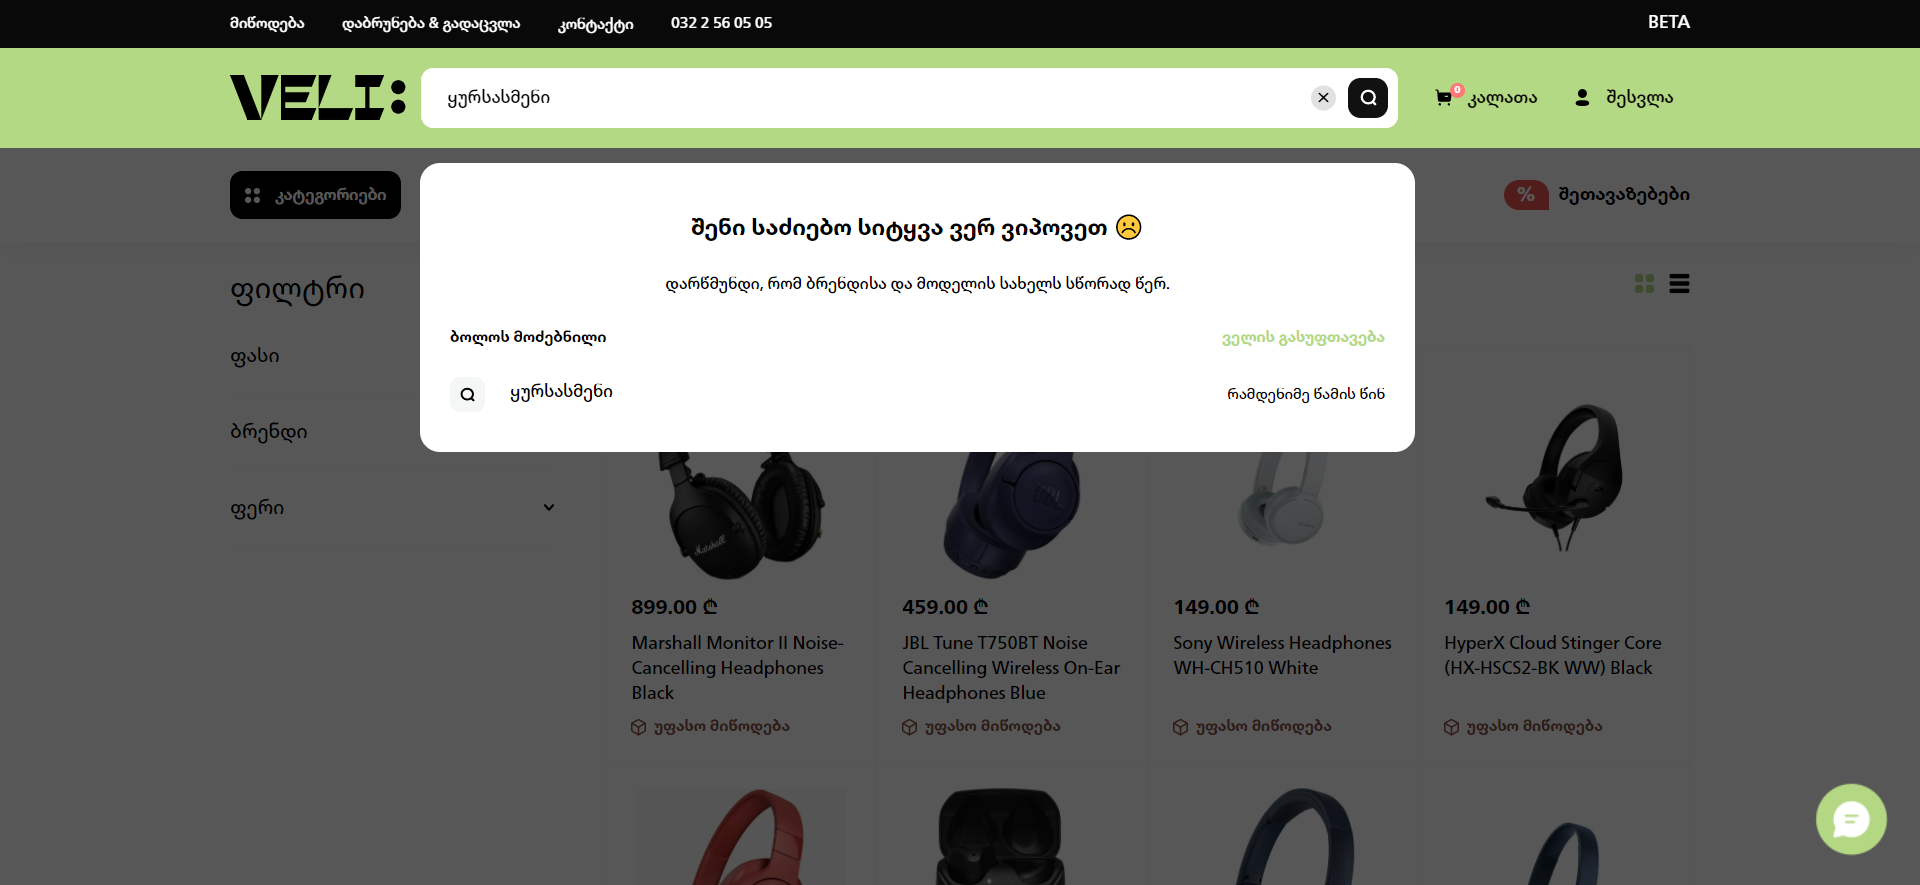 მიწოდება
დაბრუნება & გადაცვლა
კონტაქტი
032 2 56 05 05
BETA
VELI:
ყურსასმენი
0
კალათა
შესვლა
კატეგორიები
%
შეთავაზებები
შენი საძიებო სიტყვა ვერ ვიპოვეთ
დარწმუნდი, რომ ბრენდისა და მოდელის სახელს სწორად წერ.
ბოლოს მოძებნილი
ველის გასუფთავება
ყურსასმენი
რამდენიმე წამის წინ
ფილტრი
ფასი
ბრენდი
ფერი
Marshall
JBL
899.00 ₾
Marshall Monitor II Noise-
Cancelling Headphones
Black
უფასო მიწოდება
459.00 ₾
JBL Tune T750BT Noise
Cancelling Wireless On-Ear
Headphones Blue
უფასო მიწოდება
149.00 ₾
Sony Wireless Headphones
WH-CH510 White
უფასო მიწოდება
149.00 ₾
HyperX Cloud Stinger Core
(HX-HSCS2-BK WW) Black
უფასო მიწოდება